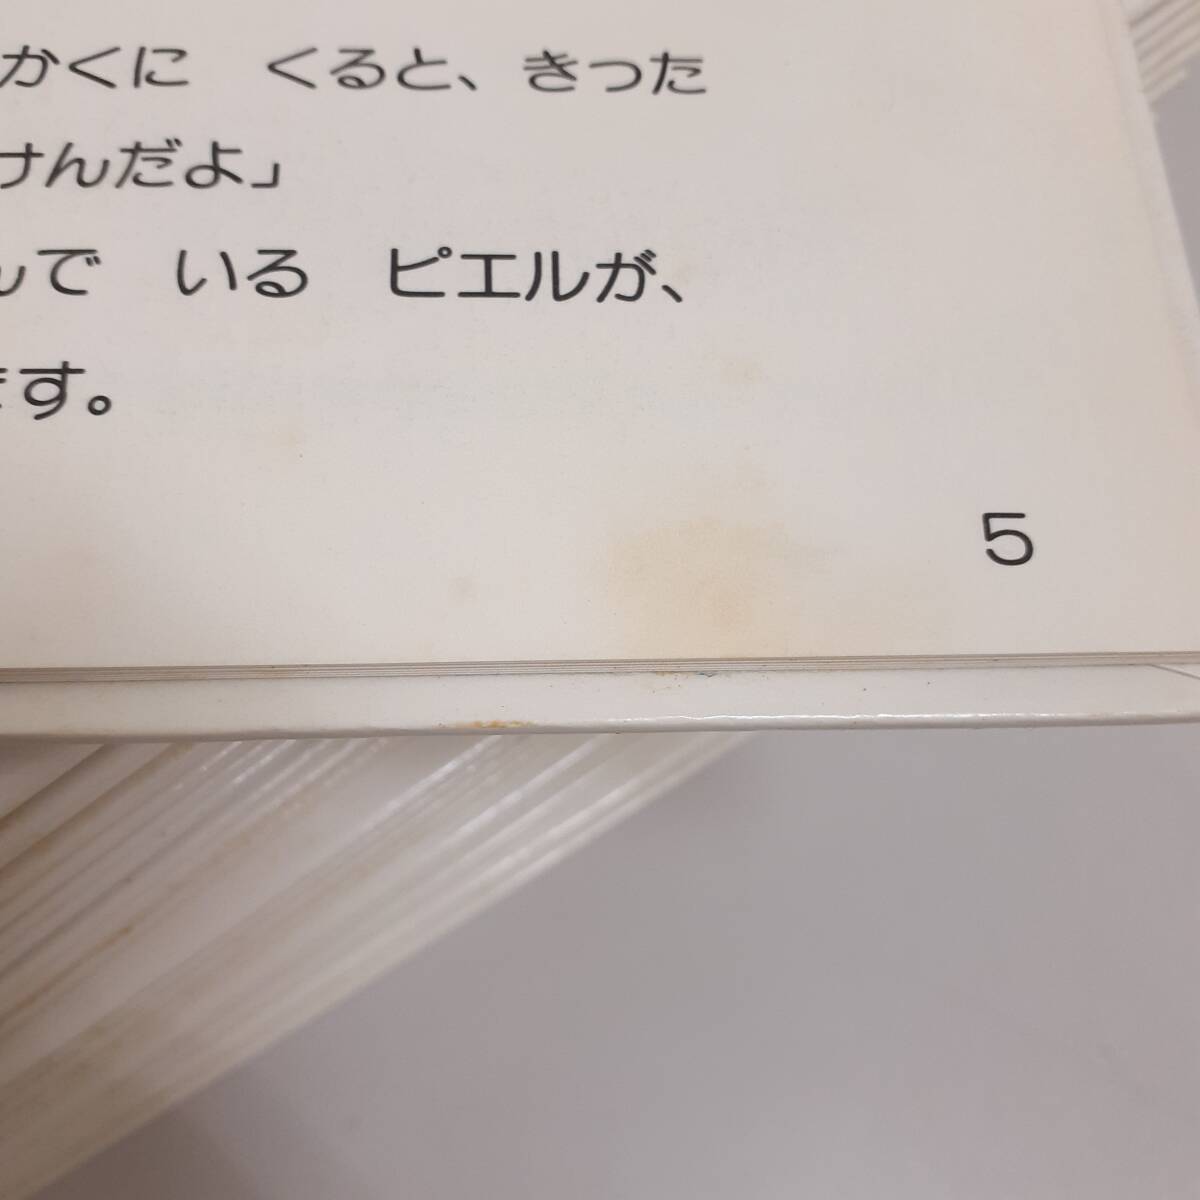 かくに　くると、きった
けんだよ」
んで　いる　ピエルが、
ます。
5